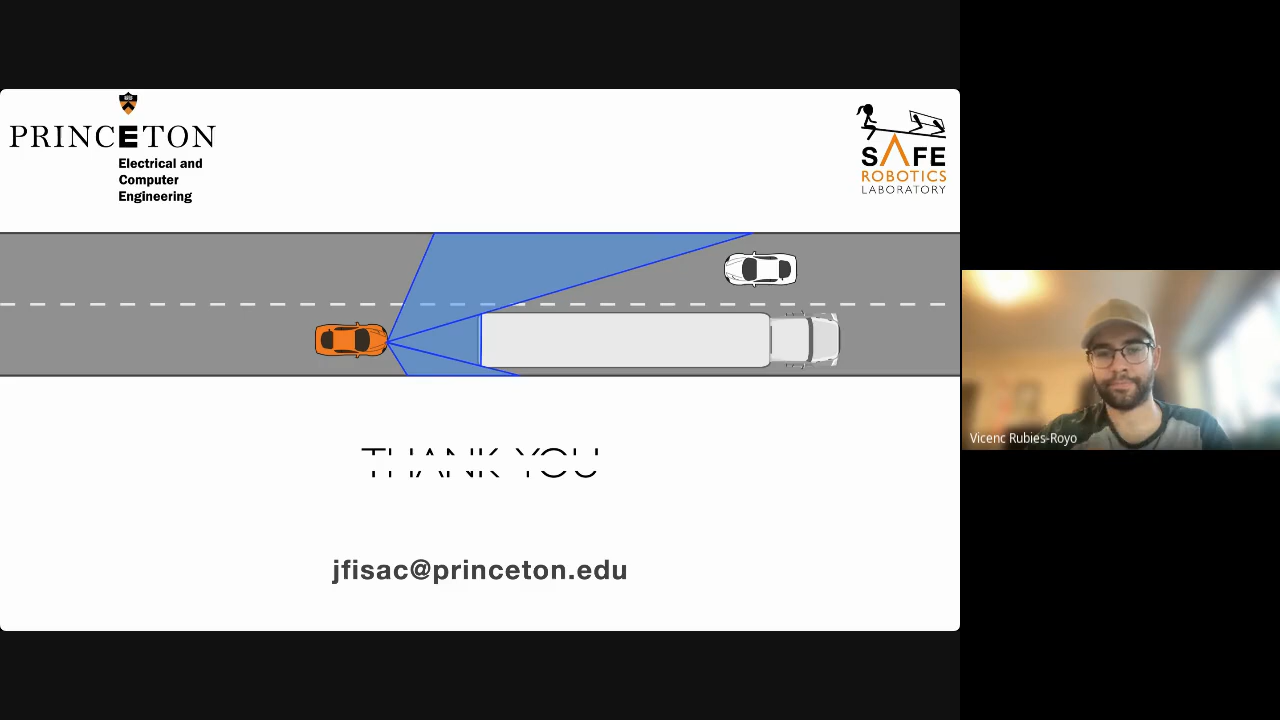 PRINCETON
Electrical and
Computer
Engineering
SAFE
ROBOTICS
LABORATORY
THANK YOU
jfisac@princeton.edu
Vicenc Rubies-Royo